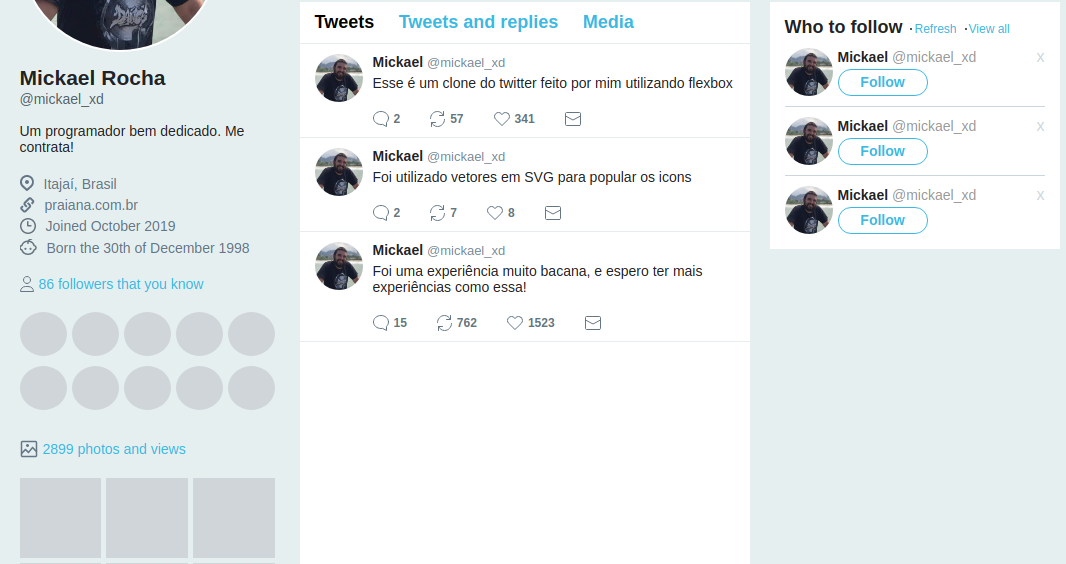 Mickael Rocha
@mickael_xd
Um programador bem dedicado. Me
contrata!
Itajaí, Brasil
praiana.com.br
Joined October 2019
Born the 30th of December 1998
86 followers that you know
2899 photos and views
Tweets Tweets and replies Media
Mickael @mickael_xd
Esse é um clone do twitter feito por mim utilizando flexbox
2 57 341
Mickael @mickael_xd
Foi utilizado vetores em SVG para popular os icons
2 7 8
Mickael @mickael_xd
Foi uma experiência muito bacana, e espero ter mais
experiências como essa!
15 762 1523
Who to follow · Refresh · View all
Mickael @mickael_xd X
Follow
Mickael @mickael_xd X
Follow
Mickael @mickael_xd X
Follow